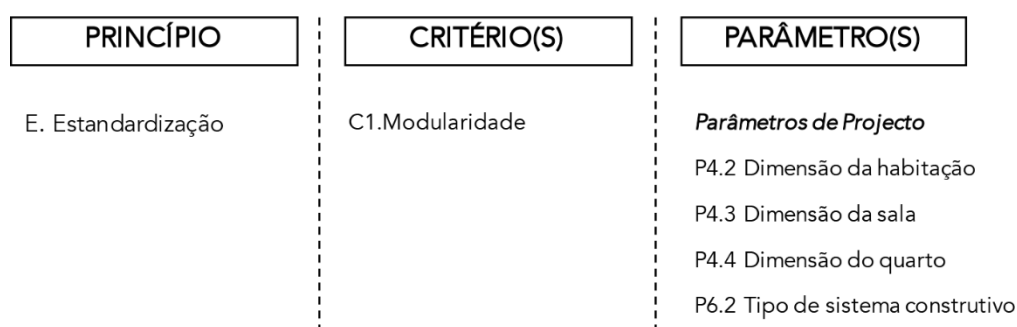 PRINCÍPIO
CRITÉRIO(S)
PARÂMETRO(S)
E. Estandardização
C1.Modularidade
Parâmetros de Projecto
P4.2 Dimensão da habitação
P4.3 Dimensão da sala
P4.4 Dimensão do quarto
P6.2 Tipo de sistema construtivo